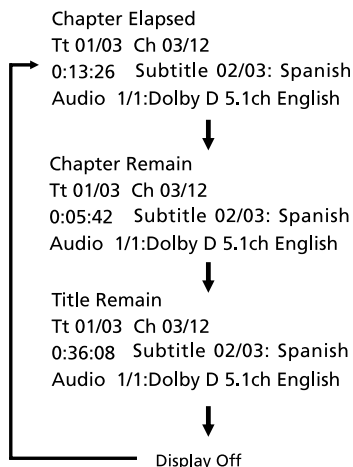 Chapter Elapsed
Tt 01/03 Ch 03/12
0:13:26 Subtitle 02/03: Spanish
Audio 1/1:Dolby D 5.1ch English
Chapter Remain
Tt 01/03 Ch 03/12
0:05:42 Subtitle 02/03: Spanish
Audio 1/1:Dolby D 5.1ch English
Title Remain
Tt 01/03 Ch 03/12
0:36:08 Subtitle 02/03: Spanish
Audio 1/1:Dolby D 5.1ch English
Display Off